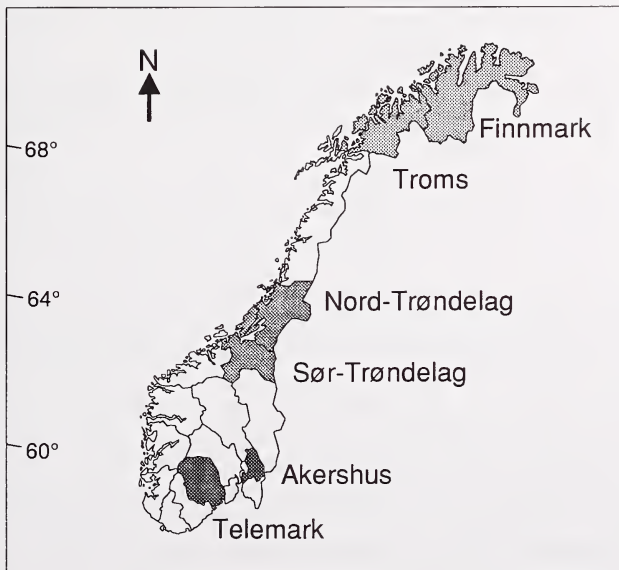 N
Finnmark
68°
Troms
64°
Nord-Trøndelag
Sør-Trøndelag
60°
Akershus
Telemark